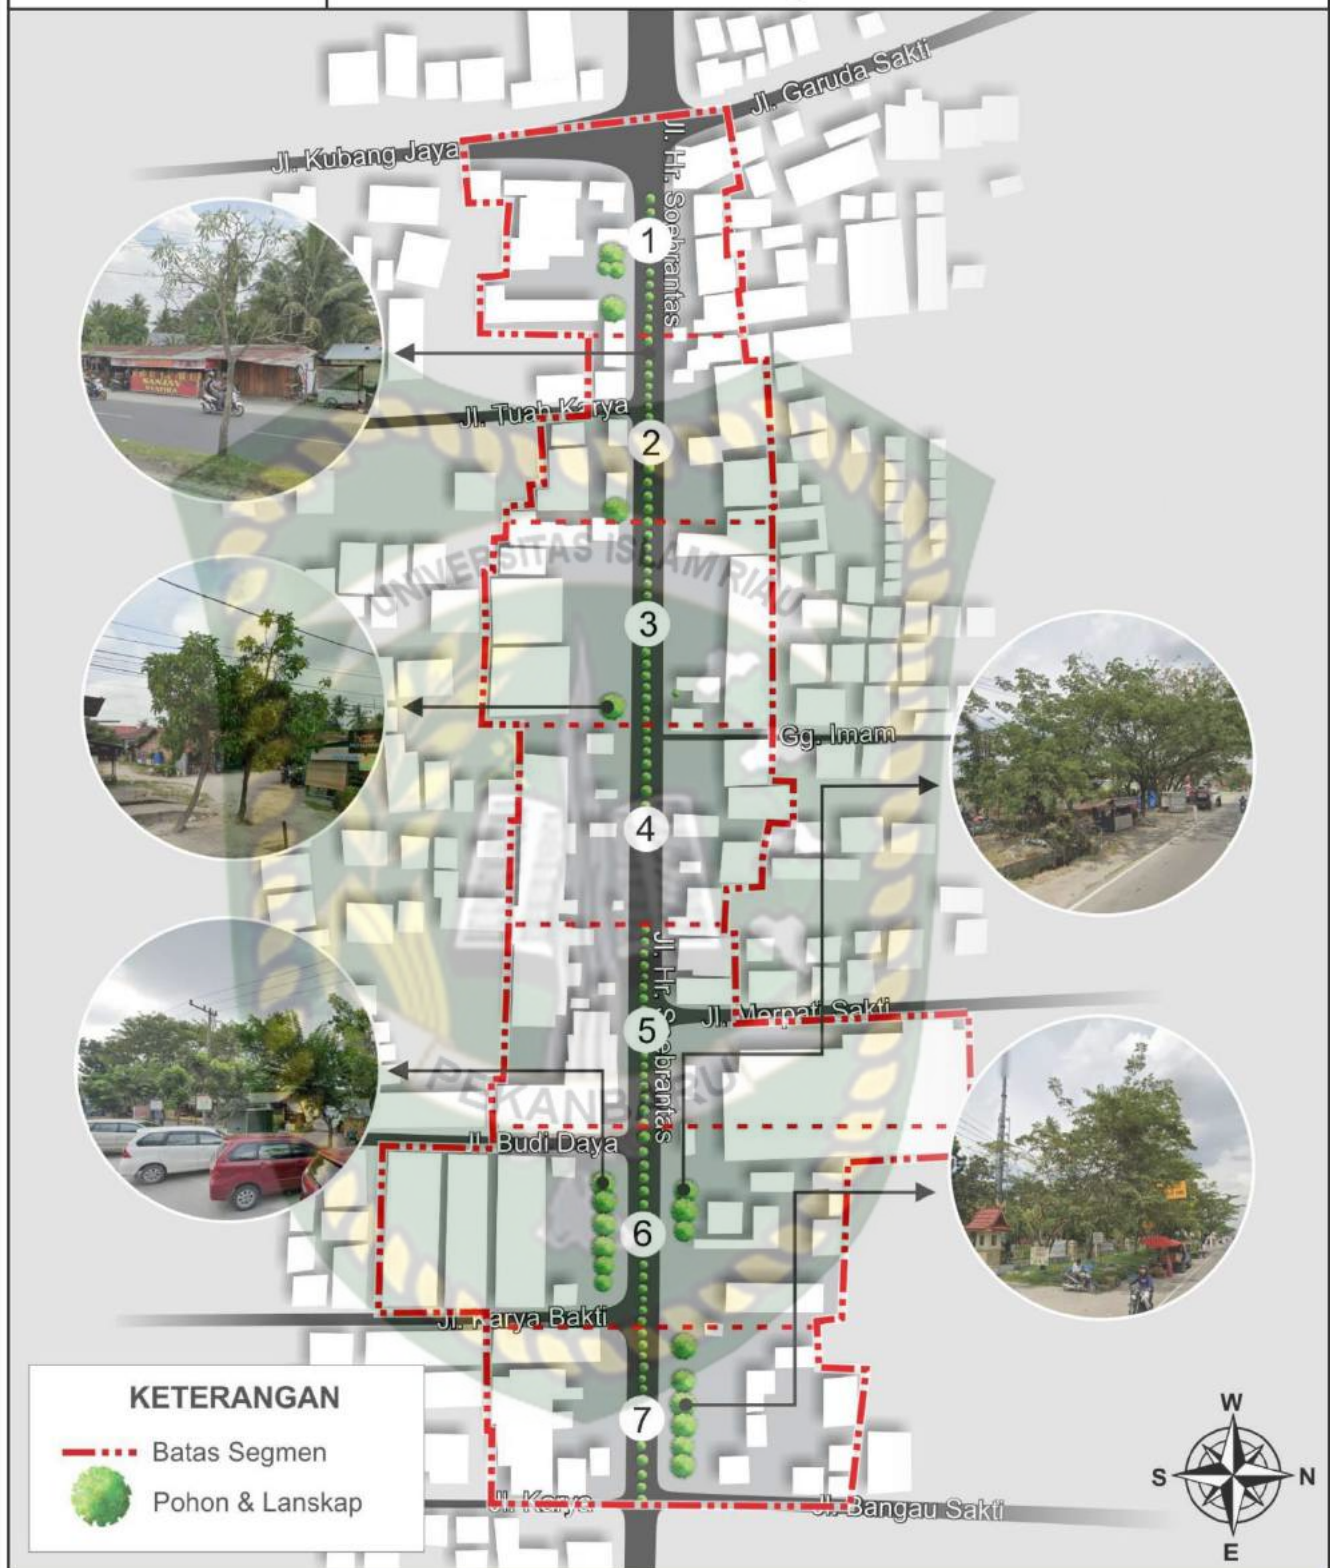 Jl. Garuda Sakti
Jl. Kubang Jaya
Jl. Hr. Soebrantas
1
Jl. Tuah Karya
2
UNIVERSITAS ISLAM RIAU
3
Gg. Imam
4
Jl. Hr. Soebrantas
Jl. Merpati Sakti
5
PEKANBARU
Jl. Budi Daya
6
Jl. Karya Bakti
7
KETERANGAN
Batas Segmen
Pohon & Lanskap
Jl. Karya
Jl. Bangau Sakti
W
S
N
E